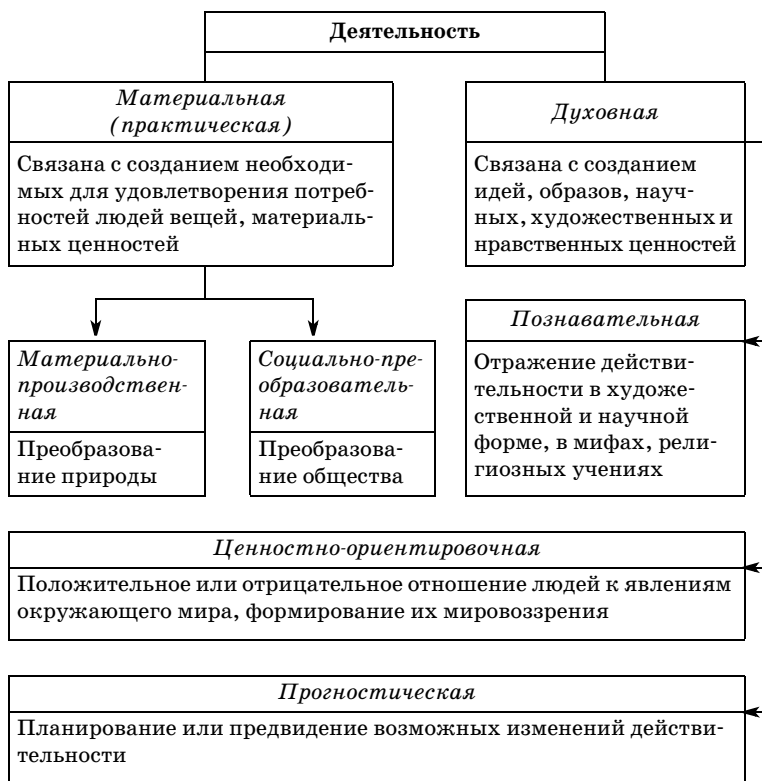 Деятельность
Материальная
(практическая)
Связана с созданием необходи-
мых для удовлетворения потреб-
ностей людей вещей, материаль-
ных ценностей
Духовная
Связана с созданием
идей, образов, науч-
ных, художественных и
нравственных ценностей
Материально-
производствен-
ная
Преобразова-
ние природы
Социально-пре-
образователь-
ная
Преобразова-
ние общества
Познавательная
Отражение действи-
тельности в художе-
ственной и научной
форме, в мифах, рели-
гиозных учениях
Ценностно-ориентировочная
Положительное или отрицательное отношение людей к явлениям
окружающего мира, формирование их мировоззрения
Прогностическая
Планирование или предвидение возможных изменений действи-
тельности